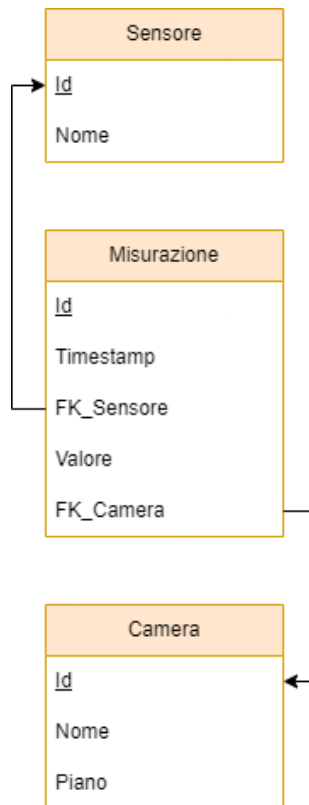 Sensore
Id
Nome
Misurazione
Id
Timestamp
FK_Sensore
Valore
FK_Camera
Camera
Id
Nome
Piano